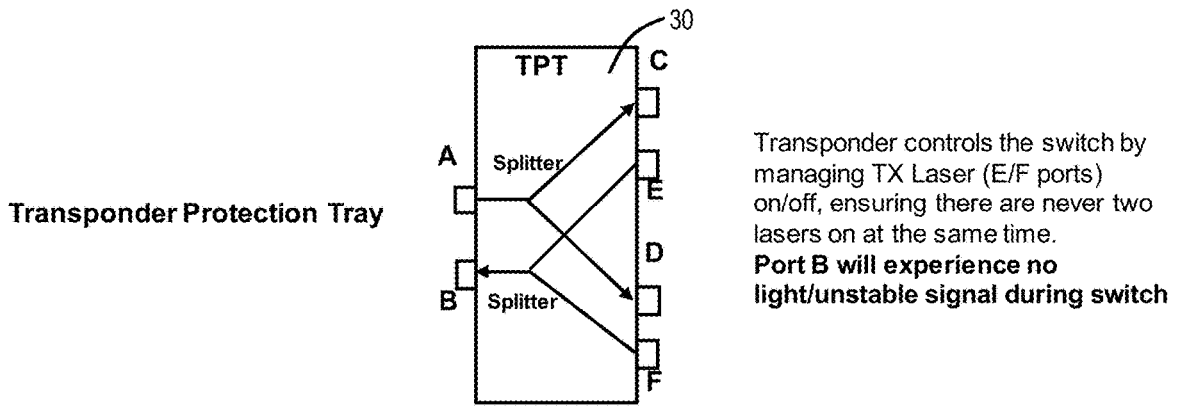 30
TPT
C
A
Splitter
E
Transponder Protection Tray
D
B
Splitter
F
Transponder controls the switch by
managing TX Laser (E/F ports)
on/off, ensuring there are never two
lasers on at the same time.
Port B will experience no
light/unstable signal during switch